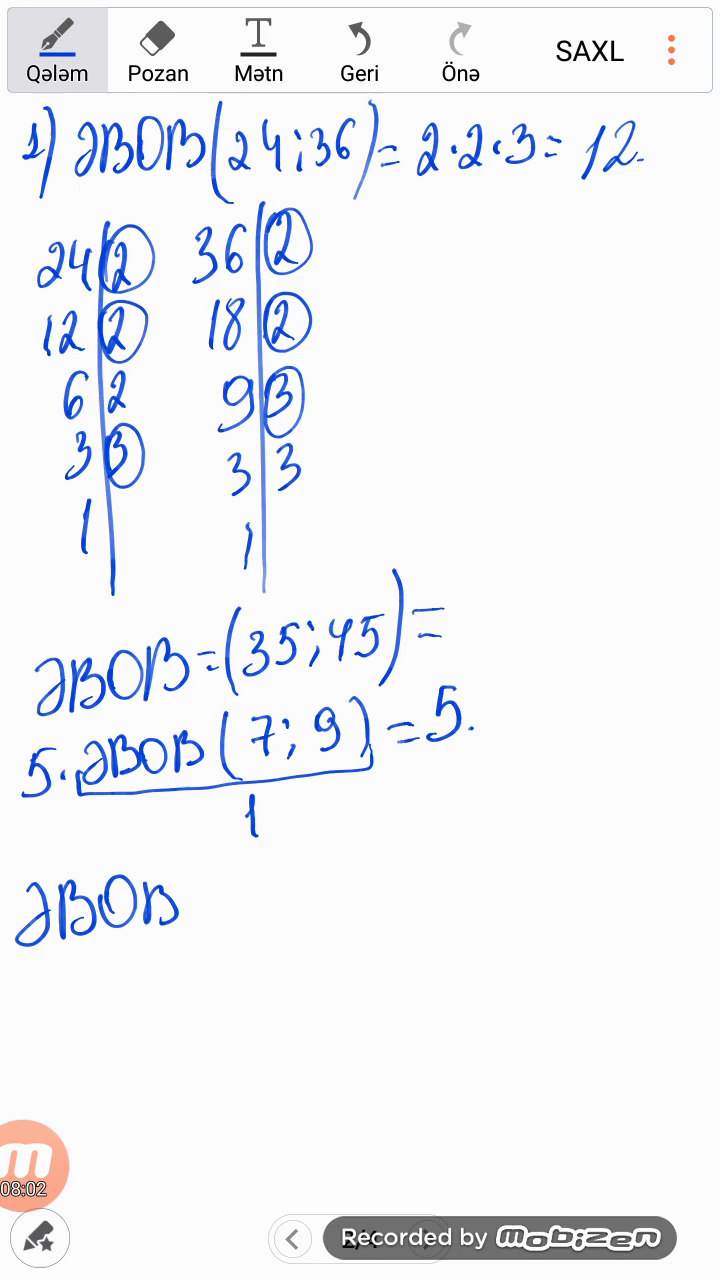 Qələm Pozan Mətn Geri Önə SAXL
1) ƏBOB(24;36)=2·2·3=12.
24 2 36 2
12 2 18 2
6 2 9 3
3 3 3 3
1 1
ƏBOB=(35;45)=
5·ƏBOB(7;9)=5.
1
ƏBOB
08:02
Recorded by mobizen